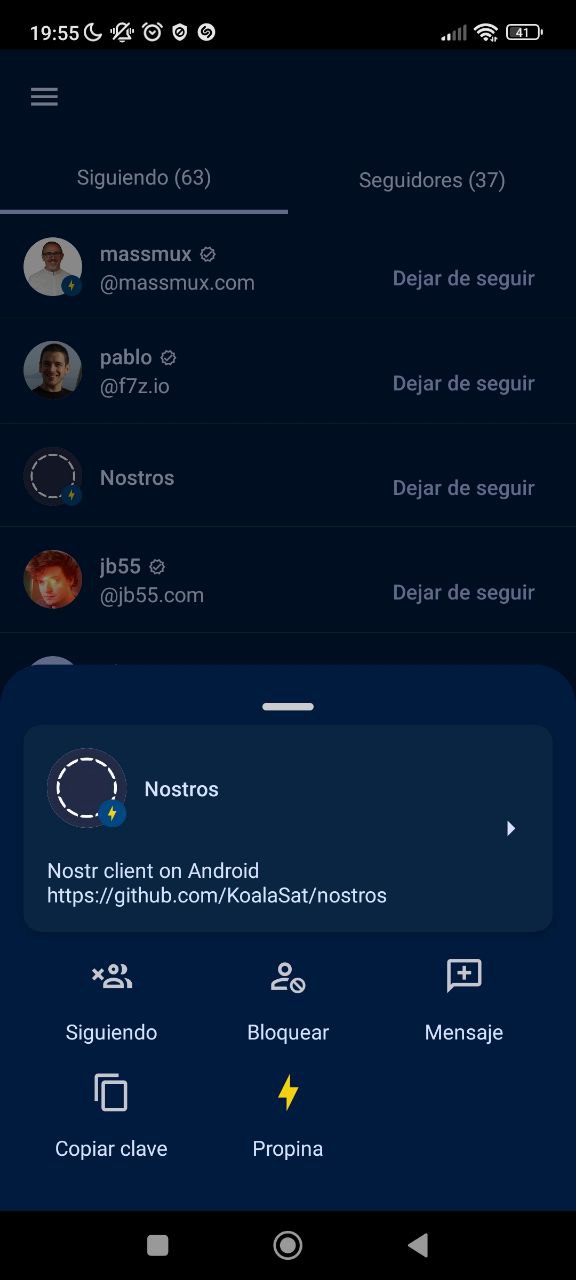 19:55
41
Siguiendo (63)
Seguidores (37)
massmux
@massmux.com
Dejar de seguir
pablo
@f7z.io
Dejar de seguir
Nostros
Dejar de seguir
jb55
@jb55.com
Dejar de seguir
Nostros
Nostr client on Android
https://github.com/KoalaSat/nostros
Siguiendo
Bloquear
Mensaje
Copiar clave
Propina